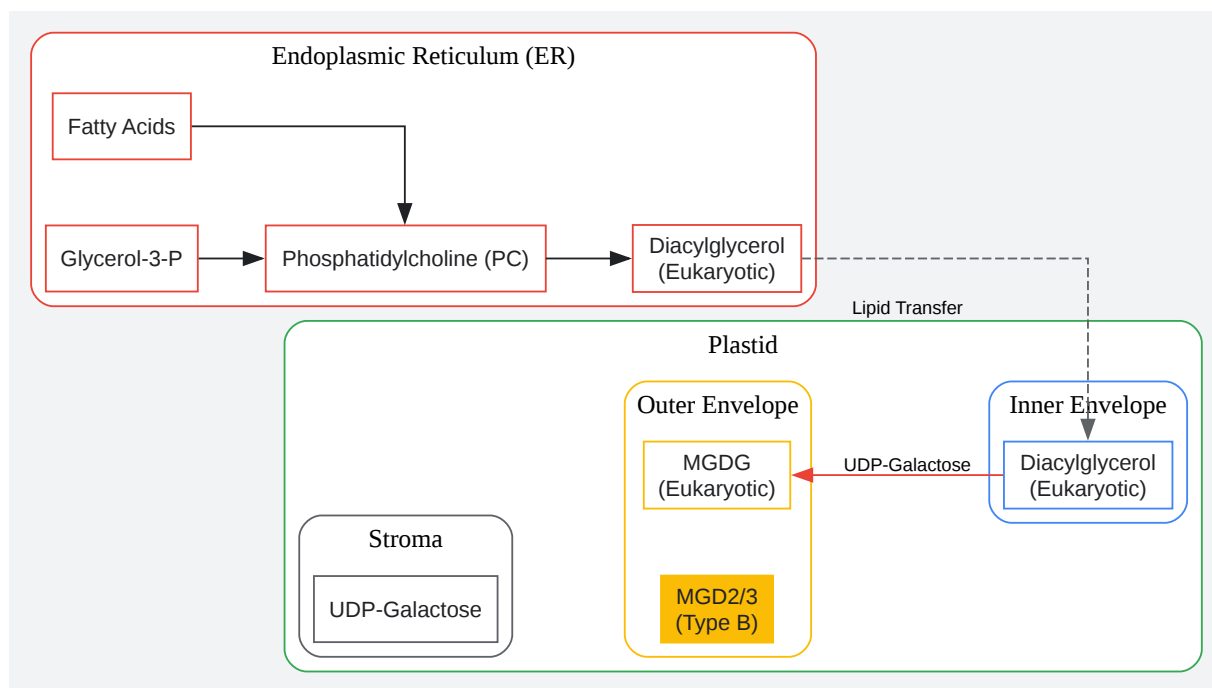 Endoplasmic Reticulum (ER)
Fatty Acids
Glycerol-3-P
Phosphatidylcholine (PC)
Diacylglycerol
(Eukaryotic)
Lipid Transfer
Plastid
Outer Envelope
Inner Envelope
MGDG
(Eukaryotic)
UDP-Galactose
Diacylglycerol
(Eukaryotic)
Stroma
UDP-Galactose
MGD2/3
(Type B)